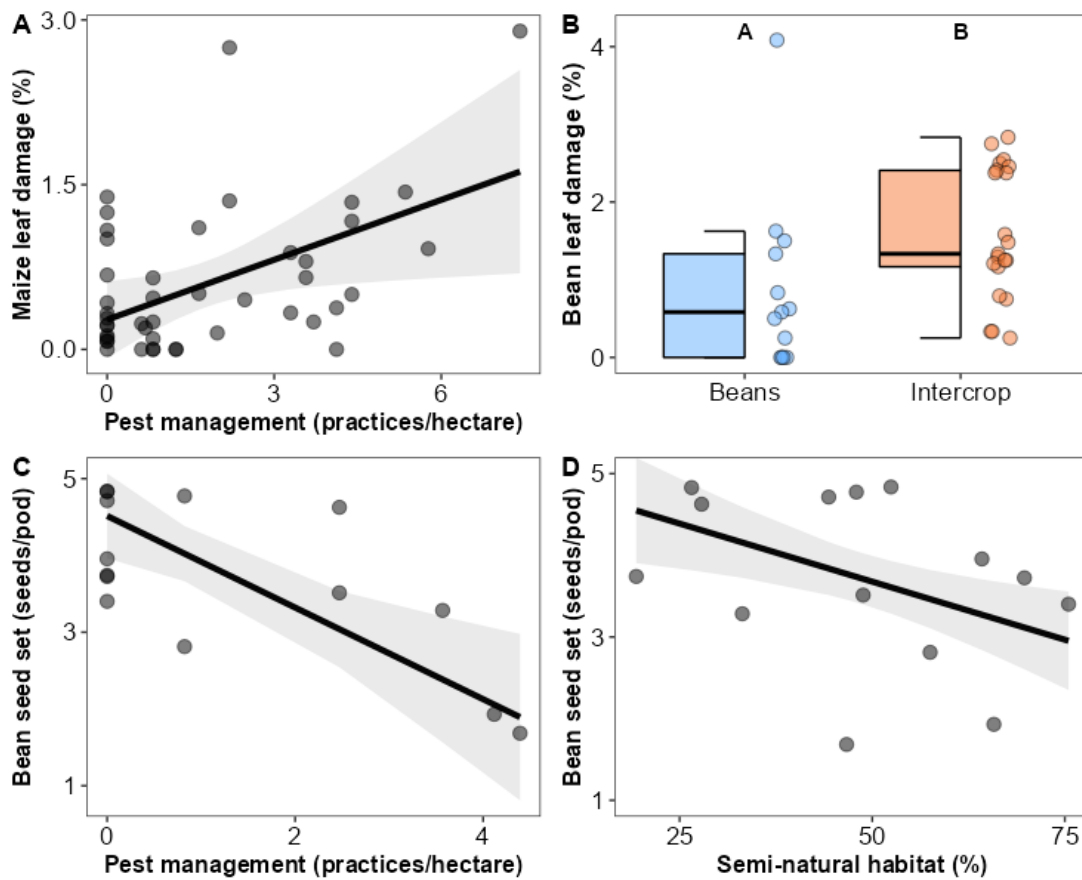 A
Maize leaf damage (%)
3.0
1.5
0.0
0 3 6
Pest management (practices/hectare)
B
Bean leaf damage (%)
4
2
0
A B
Beans Intercrop
C
Bean seed set (seeds/pod)
5
3
1
0 2 4
Pest management (practices/hectare)
D
Bean seed set (seeds/pod)
5
3
1
25 50 75
Semi-natural habitat (%)